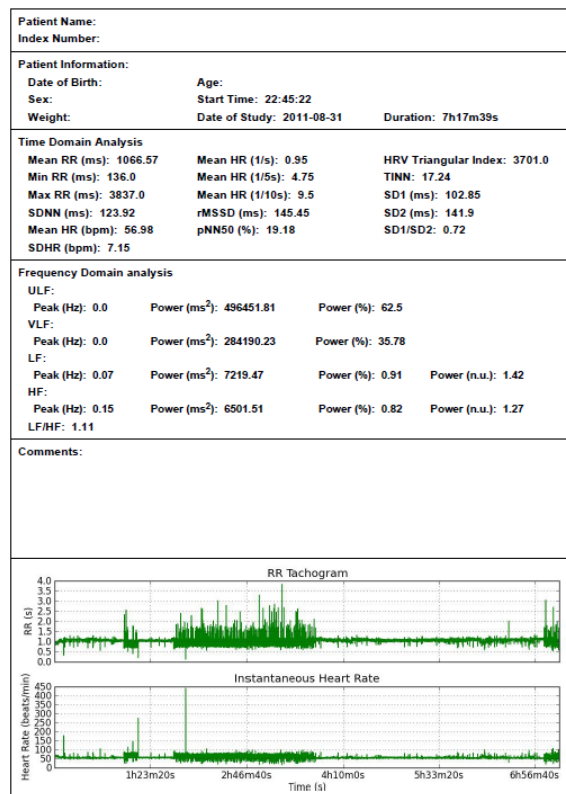 Patient Name:
Index Number:
Patient Information:
Date of Birth: Age:
Sex: Start Time: 22:45:22
Weight: Date of Study: 2011-08-31 Duration: 7h17m39s
Time Domain Analysis
Mean RR (ms): 1066.57 Mean HR (1/s): 0.95 HRV Triangular Index: 3701.0
Min RR (ms): 136.0 Mean HR (1/5s): 4.75 TINN: 17.24
Max RR (ms): 3837.0 Mean HR (1/10s): 9.5 SD1 (ms): 102.85
SDNN (ms): 123.92 rMSSD (ms): 145.45 SD2 (ms): 141.9
Mean HR (bpm): 56.98 pNN50 (%): 19.18 SD1/SD2: 0.72
SDHR (bpm): 7.15
Frequency Domain analysis
ULF:
Peak (Hz): 0.0 Power (ms²): 496451.81 Power (%): 62.5
VLF:
Peak (Hz): 0.0 Power (ms²): 284190.23 Power (%): 35.78
LF:
Peak (Hz): 0.07 Power (ms²): 7219.47 Power (%): 0.91 Power (n.u.): 1.42
HF:
Peak (Hz): 0.15 Power (ms²): 6501.51 Power (%): 0.82 Power (n.u.): 1.27
LF/HF: 1.11
Comments:
RR Tachogram
RR (s)
4.0
3.5
3.0
2.5
2.0
1.5
1.0
0.5
0.0
Instantaneous Heart Rate
Heart Rate (beats/min)
450
400
350
300
250
200
150
100
50
0
1h23m20s 2h46m40s 4h10m0s 5h33m20s 6h56m40s
Time (s)